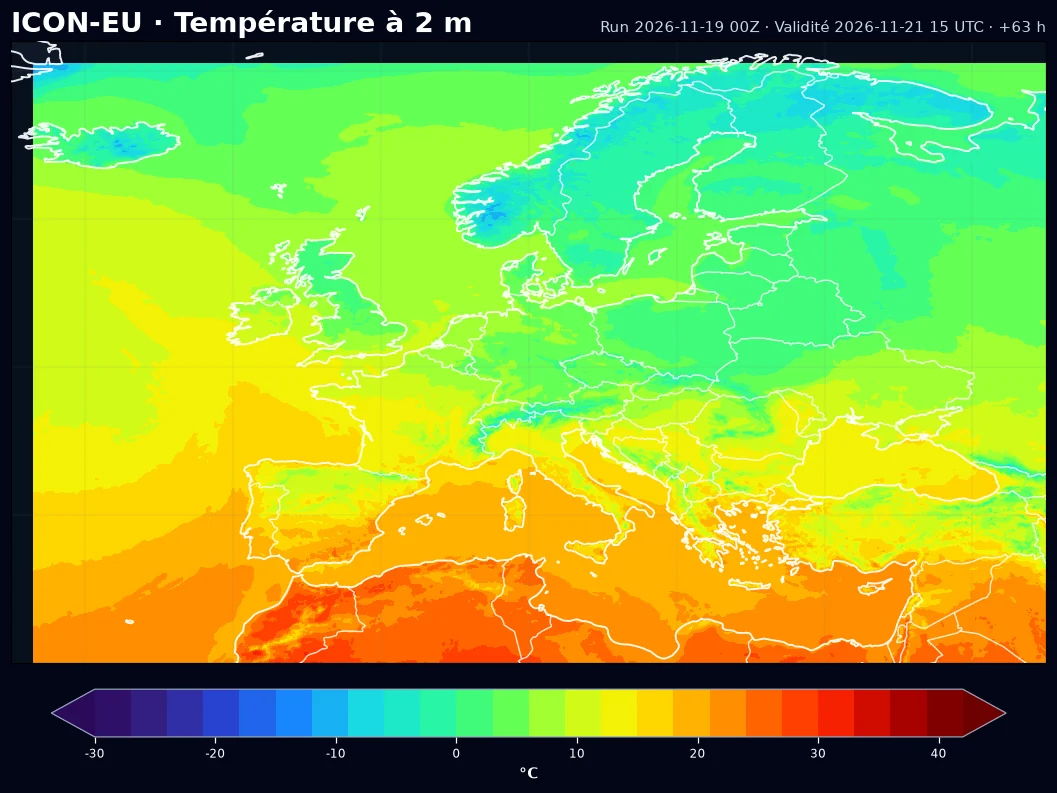 ICON-EU · Température à 2 m
Run 2026-11-19 00Z · Validité 2026-11-21 15 UTC · +63 h
-30 -20 -10 0 10 20 30 40
°C